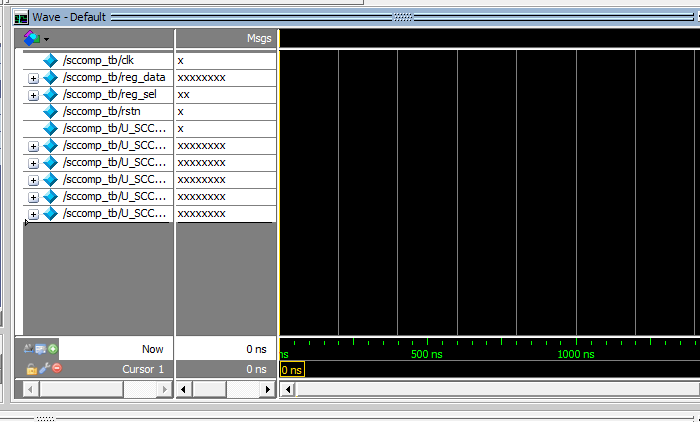 Wave - Default
Msgs
/sccomp_tb/clk x
/sccomp_tb/reg_data xxxxxxxx
/sccomp_tb/reg_sel xx
/sccomp_tb/rstn x
/sccomp_tb/U_SCC... x
/sccomp_tb/U_SCC... xxxxxxxx
/sccomp_tb/U_SCC... xxxxxxxx
/sccomp_tb/U_SCC... xxxxxxxx
/sccomp_tb/U_SCC... xxxxxxxx
/sccomp_tb/U_SCC... xxxxxxxx
Now 0 ns ns 500 ns 1000 ns
Cursor 1 0 ns 0 ns